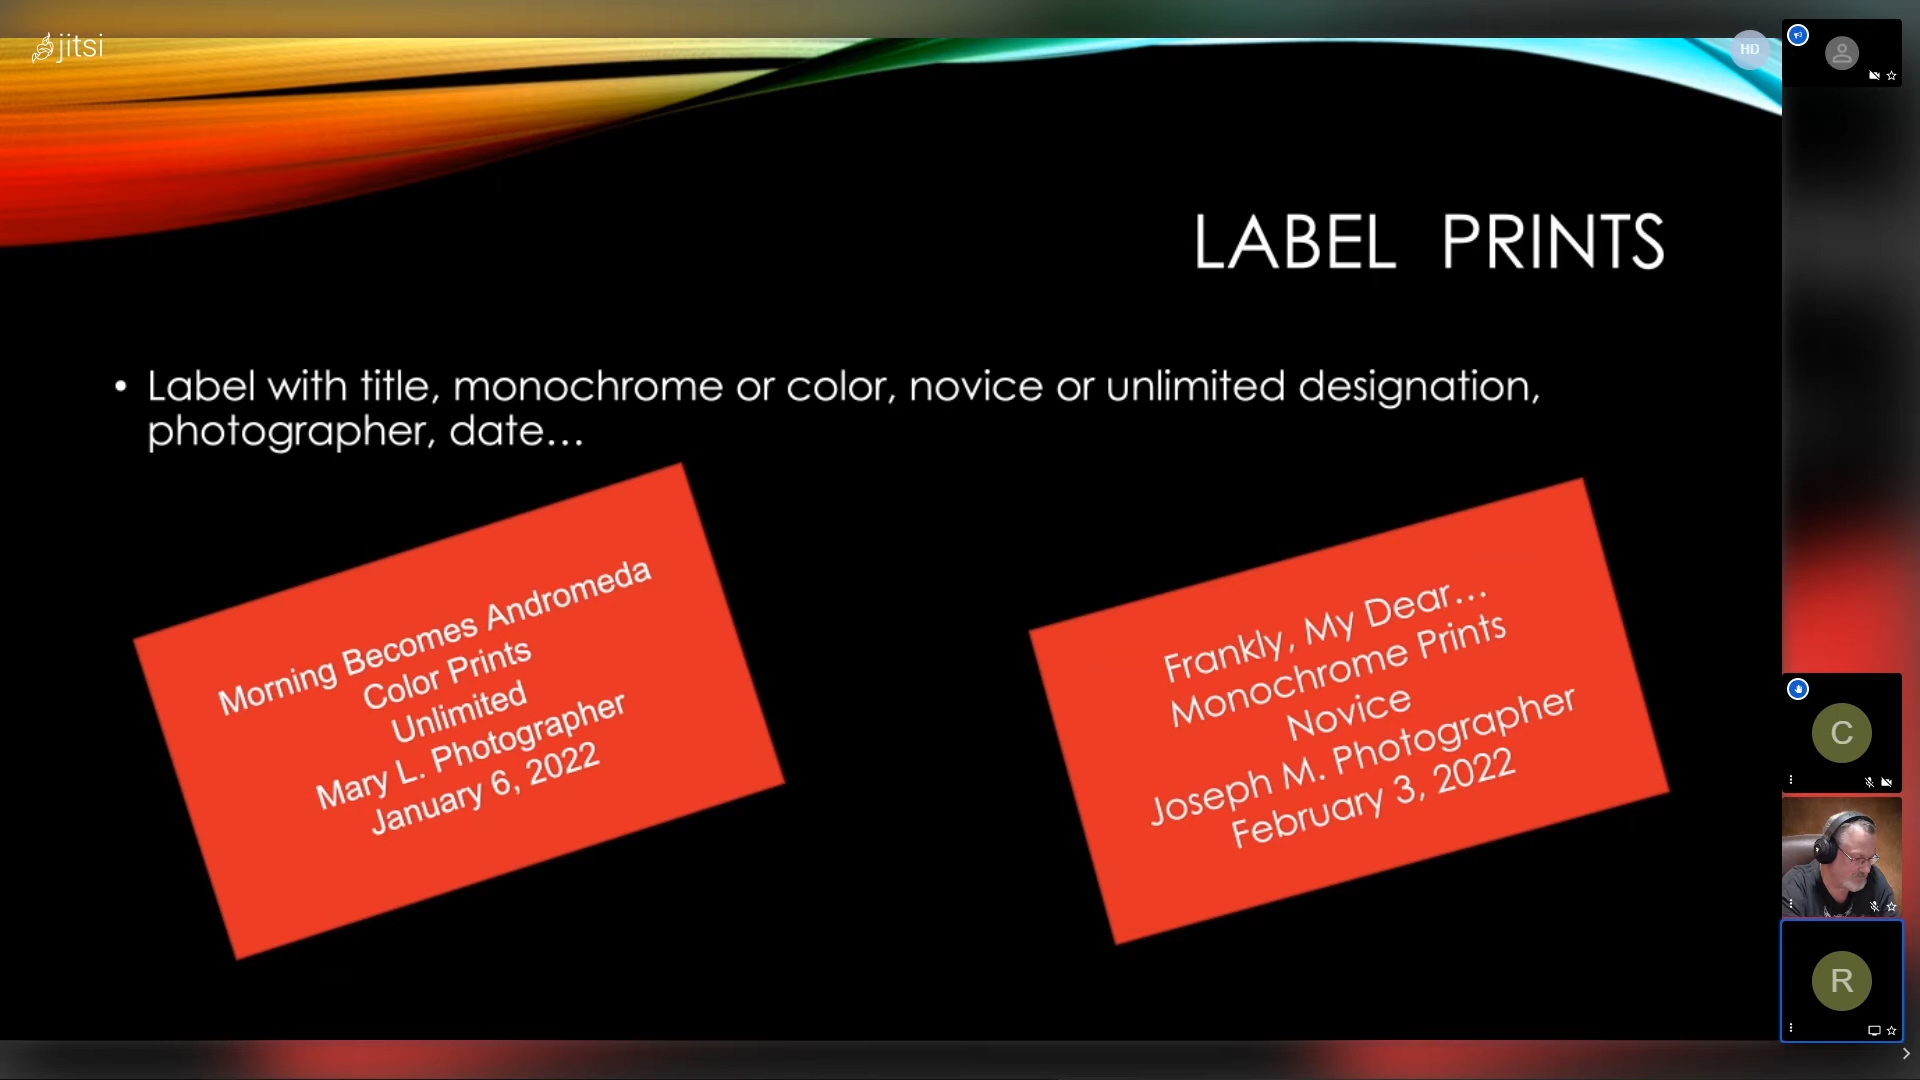 jitsi
HD
LABEL PRINTS
• Label with title, monochrome or color, novice or unlimited designation,
photographer, date...
Morning Becomes Andromeda
Color Prints
Unlimited
Mary L. Photographer
January 6, 2022
Frankly, My Dear...
Monochrome Prints
Novice
Joseph M. Photographer
February 3, 2022
C
R